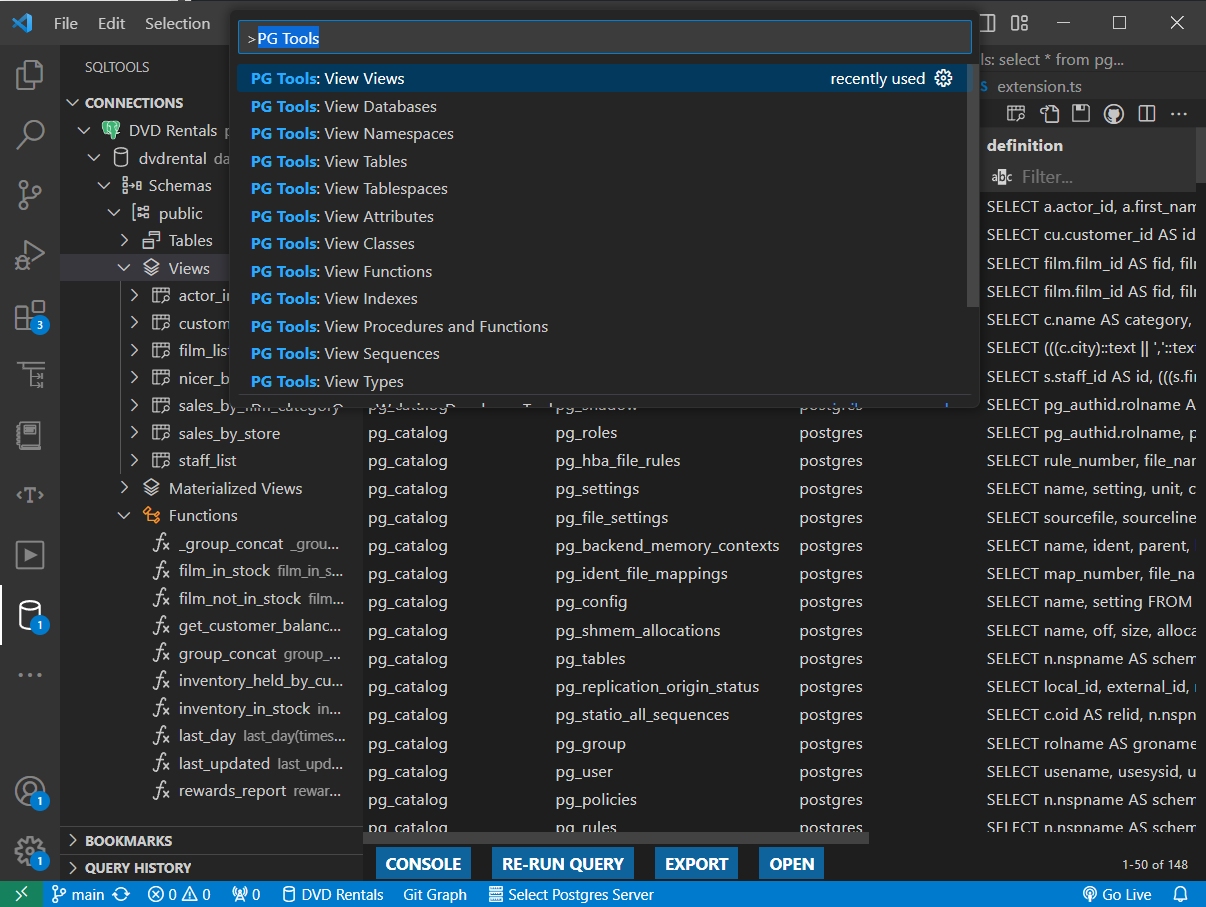 File Edit Selection
>PG Tools
PG Tools: View Views recently used
PG Tools: View Databases
PG Tools: View Namespaces
PG Tools: View Tables
PG Tools: View Tablespaces
PG Tools: View Attributes
PG Tools: View Classes
PG Tools: View Functions
PG Tools: View Indexes
PG Tools: View Procedures and Functions
PG Tools: View Sequences
PG Tools: View Types
SQLTOOLS
CONNECTIONS
DVD Rentals
dvdrental
Schemas
public
Tables
Views
actor_i
custom
film_lis
nicer_b
sales_by_film_category
sales_by_store
staff_list
Materialized Views
Functions
_group_concat _grou...
film_in_stock film_in_s...
film_not_in_stock film...
get_customer_balanc...
group_concat group_...
inventory_held_by_cu...
inventory_in_stock in...
last_day last_day(times...
last_updated last_upd...
rewards_report rewar...
BOOKMARKS
QUERY HISTORY
ls: select * from pg...
extension.ts
definition
Filter...
SELECT a.actor_id, a.first_nam
SELECT cu.customer_id AS id
SELECT film.film_id AS fid, film
SELECT film.film_id AS fid, film
SELECT c.name AS category,
SELECT (((c.city)::text || ','::text
SELECT s.staff_id AS id, (((s.fir
pg_shadow SELECT pg_authid.rolname A
pg_catalog pg_roles postgres SELECT pg_authid.rolname, p
pg_catalog pg_hba_file_rules postgres SELECT rule_number, file_nar
pg_catalog pg_settings postgres SELECT name, setting, unit, c
pg_catalog pg_file_settings postgres SELECT sourcefile, sourceline
pg_catalog pg_backend_memory_contexts postgres SELECT name, ident, parent,
pg_catalog pg_ident_file_mappings postgres SELECT map_number, file_na
pg_catalog pg_config postgres SELECT name, setting FROM
pg_catalog pg_shmem_allocations postgres SELECT name, off, size, alloca
pg_catalog pg_tables postgres SELECT n.nspname AS schem
pg_catalog pg_replication_origin_status postgres SELECT local_id, external_id,
pg_catalog pg_statio_all_sequences postgres SELECT c.oid AS relid, n.nspn
pg_catalog pg_group postgres SELECT rolname AS groname
pg_catalog pg_user postgres SELECT usename, usesysid, u
pg_catalog pg_policies postgres SELECT n.nspname AS schem
pg_catalog pg_rules postgres SELECT n.nspname AS schem
CONSOLE RE-RUN QUERY EXPORT OPEN 1-50 of 148
3
1
1
1
main 0 0 0 DVD Rentals Git Graph Select Postgres Server Go Live